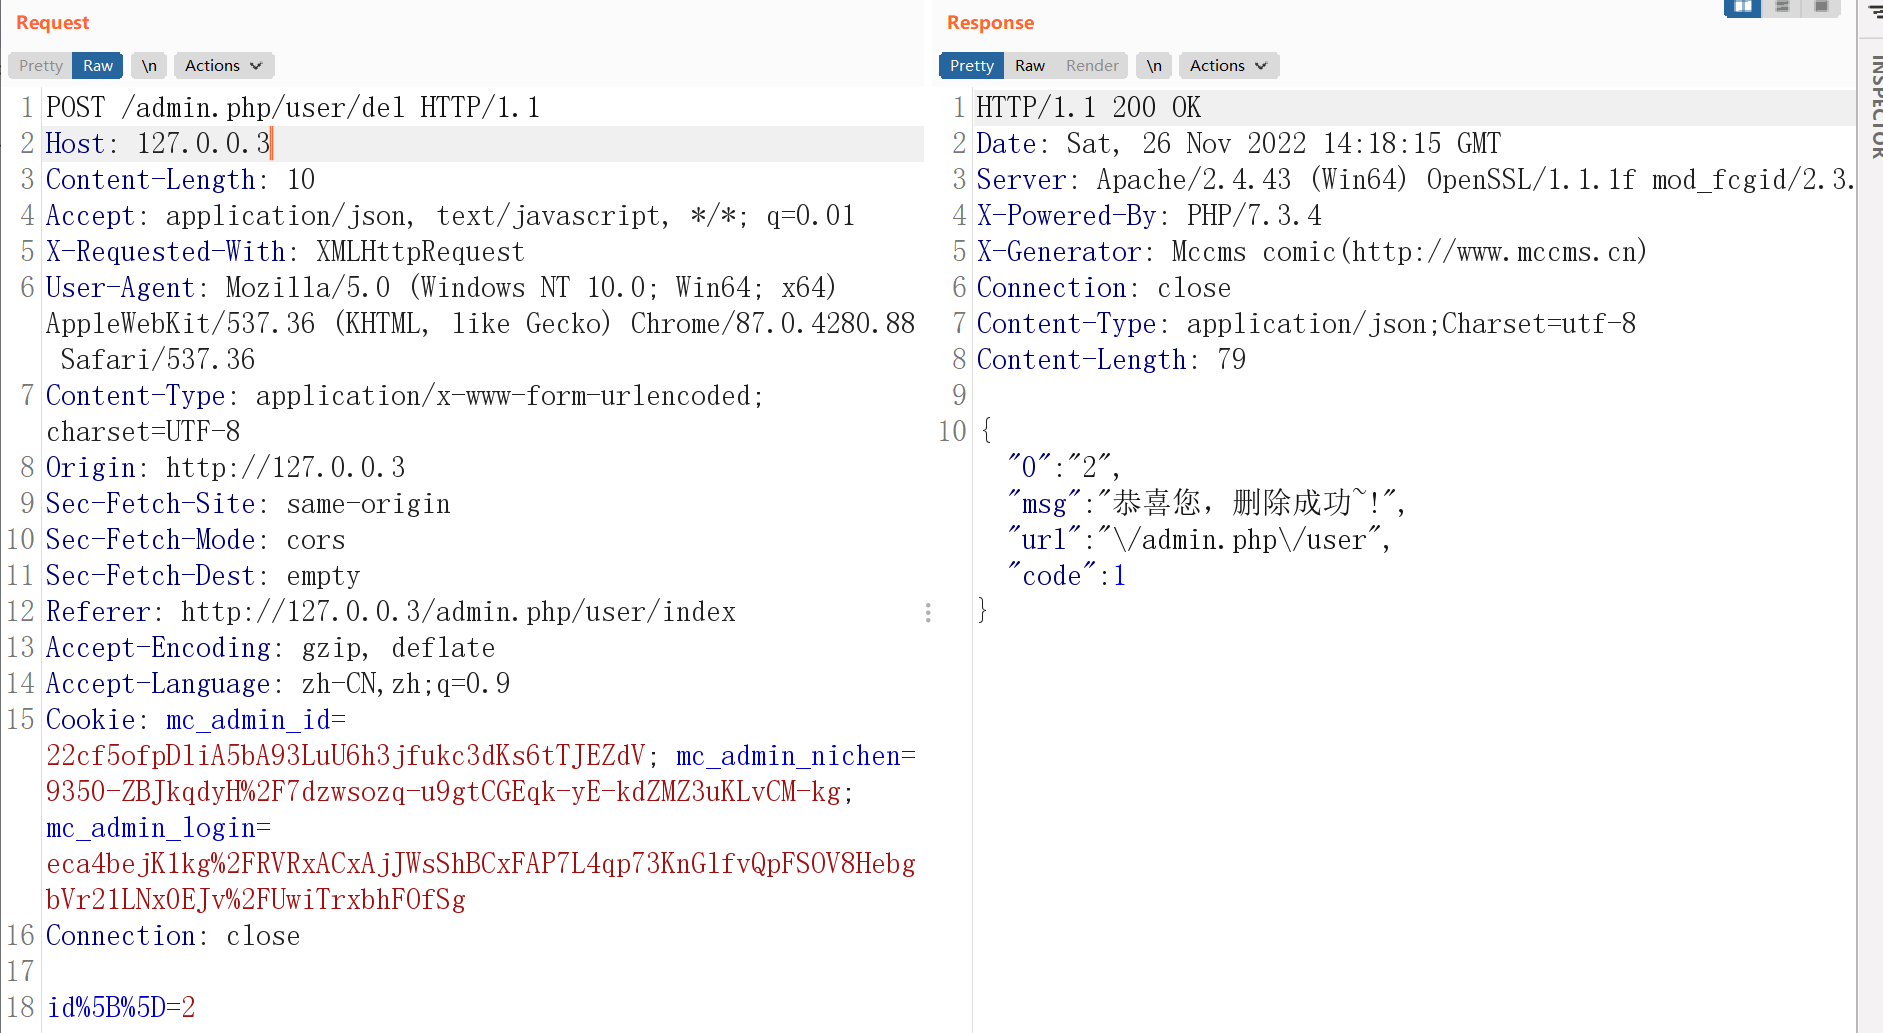 Request
Pretty Raw \n Actions
1 POST /admin.php/user/del HTTP/1.1
2 Host: 127.0.0.3
3 Content-Length: 10
4 Accept: application/json, text/javascript, */*; q=0.01
5 X-Requested-With: XMLHttpRequest
6 User-Agent: Mozilla/5.0 (Windows NT 10.0; Win64; x64)
AppleWebKit/537.36 (KHTML, like Gecko) Chrome/87.0.4280.88
Safari/537.36
7 Content-Type: application/x-www-form-urlencoded;
charset=UTF-8
8 Origin: http://127.0.0.3
9 Sec-Fetch-Site: same-origin
10 Sec-Fetch-Mode: cors
11 Sec-Fetch-Dest: empty
12 Referer: http://127.0.0.3/admin.php/user/index
13 Accept-Encoding: gzip, deflate
14 Accept-Language: zh-CN,zh;q=0.9
15 Cookie: mc_admin_id=
22cf5ofpDliA5bA93LuU6h3jfukc3dKs6tTJEZdV; mc_admin_nichen=
9350-ZBJkqdyH%2F7dzwsozq-u9gtCGEqk-yE-kdZMZ3uKLvCM-kg;
mc_admin_login=
eca4bejK1kg%2FRVRxACxAjJWsShBCxFAP7L4qp73KnGlfvQpFSOV8Hebg
bVr21LNxOEJv%2FUwiTrxbhFOfSg
16 Connection: close
17
18 id%5B%5D=2
Response
Pretty Raw Render \n Actions
1 HTTP/1.1 200 OK
2 Date: Sat, 26 Nov 2022 14:18:15 GMT
3 Server: Apache/2.4.43 (Win64) OpenSSL/1.1.1f mod_fcgid/2.3.
4 X-Powered-By: PHP/7.3.4
5 X-Generator: Mccms comic(http://www.mccms.cn)
6 Connection: close
7 Content-Type: application/json;Charset=utf-8
8 Content-Length: 79
9
10 {
"0":"2",
"msg":"恭喜您，删除成功~!",
"url":"\/admin.php\/user",
"code":1
}
INSPECTOR